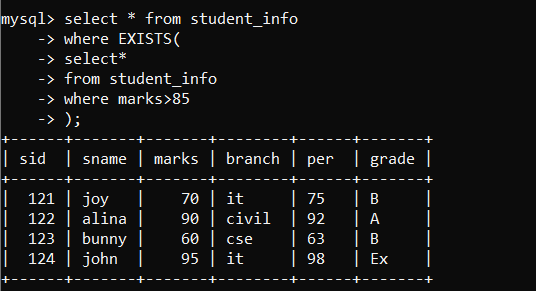 mysql> select * from student_info
    -> where EXISTS(
    -> select*
    -> from student_info
    -> where marks>85
    -> );
+------+-------+-------+--------+------+-------+
| sid  | sname | marks | branch | per  | grade |
+------+-------+-------+--------+------+-------+
|  121 | joy   |    70 | it     | 75   | B     |
|  122 | alina |    90 | civil  | 92   | A     |
|  123 | bunny |    60 | cse    | 63   | B     |
|  124 | john  |    95 | it     | 98   | Ex    |
+------+-------+-------+--------+------+-------+